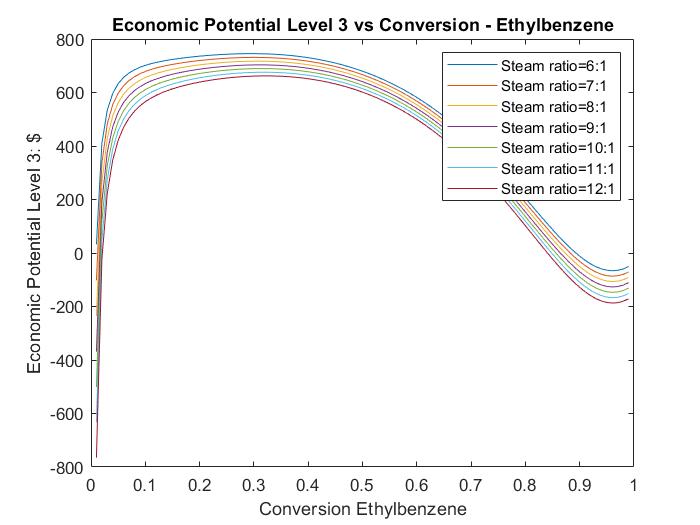 Economic Potential Level 3 vs Conversion - Ethylbenzene
800
600
400
200
0
-200
-400
-600
-800
Economic Potential Level 3: $
Steam ratio=6:1
Steam ratio=7:1
Steam ratio=8:1
Steam ratio=9:1
Steam ratio=10:1
Steam ratio=11:1
Steam ratio=12:1
0 0.1 0.2 0.3 0.4 0.5 0.6 0.7 0.8 0.9 1
Conversion Ethylbenzene